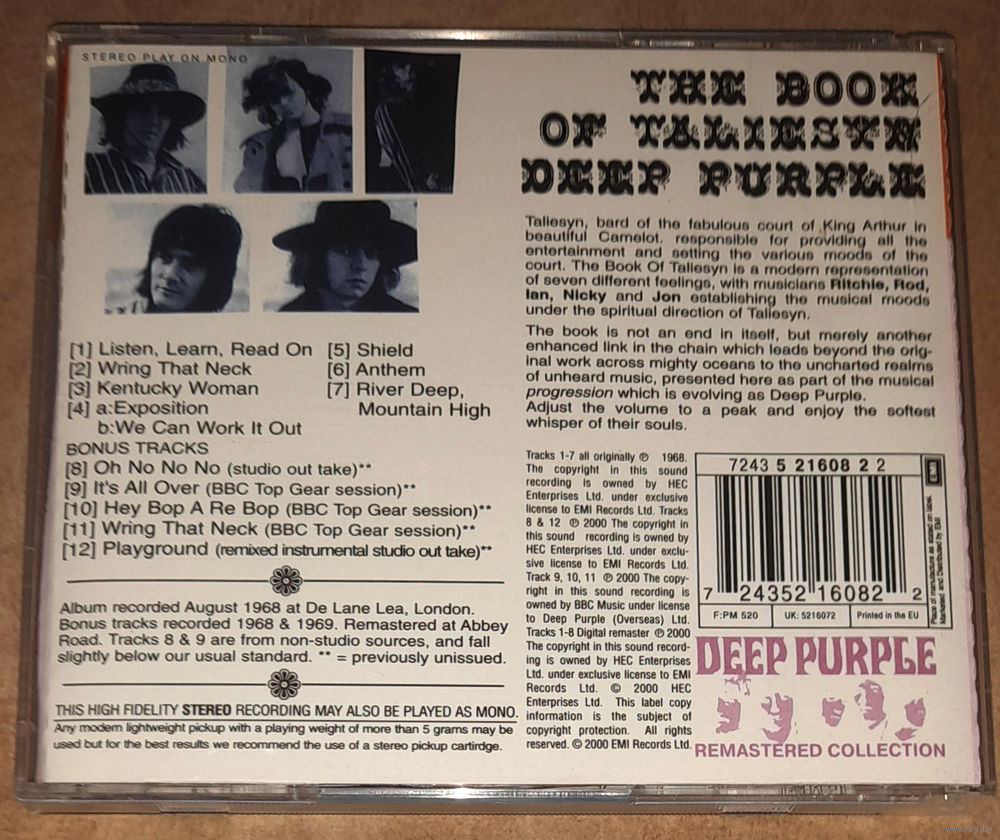 STEREO PLAY ON MONO
THE BOOK
OF TALIESYN
DEEP PURPLE
Taliesyn, bard of the fabulous court of King Arthur in
beautiful Camelot, responsible for providing all the
entertainment and setting the various moods of the
court. The Book Of Taliesyn is a modern representation
of seven different feelings, with musicians Ritchie, Rod,
Ian, Nicky and Jon establishing the musical moods
under the spiritual direction of Taliesyn.
The book is not an end in itself, but merely another
enhanced link in the chain which leads beyond the orig-
inal work across mighty oceans to the uncharted realms
of unheard music, presented here as part of the musical
progression which is evolving as Deep Purple.
Adjust the volume to a peak and enjoy the softest
whisper of their souls.
[1] Listen, Learn, Read On
[2] Wring That Neck
[3] Kentucky Woman
[4] a:Exposition
b:We Can Work It Out
[5] Shield
[6] Anthem
[7] River Deep,
Mountain High
BONUS TRACKS
[8] Oh No No No (studio out take)**
[9] It's All Over (BBC Top Gear session)**
[10] Hey Bop A Re Bop (BBC Top Gear session)**
[11] Wring That Neck (BBC Top Gear session)**
[12] Playground (remixed instrumental studio out take)**
Album recorded August 1968 at De Lane Lea, London.
Bonus tracks recorded 1968 & 1969. Remastered at Abbey
Road. Tracks 8 & 9 are from non-studio sources, and fall
slightly below our usual standard. ** = previously unissued.
THIS HIGH FIDELITY STEREO RECORDING MAY ALSO BE PLAYED AS MONO.
Any modern lightweight pickup with a playing weight of more than 5 grams may be
used but for the best results we recommend the use of a stereo pickup cartirdge.
Tracks 1-7 all originally ℗ 1968.
The copyright in this sound
recording is owned by HEC
Enterprises Ltd. under exclusive
license to EMI Records Ltd. Tracks
8 & 12 ℗ 2000 The copyright in
this sound recording is owned by
HEC Enterprises Ltd. under exclu-
sive license to EMI Records Ltd.
Track 9, 10, 11 ℗ 2000 The copy-
right in this sound recording is
owned by BBC Music under license
to Deep Purple (Overseas) Ltd.
Tracks 1-8 Digital remaster ℗ 2000
The copyright in this sound record-
ing is owned by HEC Enterprises
Ltd. under exclusive license to EMI
Records Ltd. © 2000 HEC
Enterprises Ltd. This label copy
information is the subject of
copyright protection. All rights
reserved. © 2000 EMI Records Ltd.
7243 5 21608 2 2
7 24352 16082 2
F:PM 520
UK: 5216072
Printed in the EU
EMI
Place of manufacture as stated on label.
Marketed and Distributed by EMI
DEEP PURPLE
REMASTERED COLLECTION